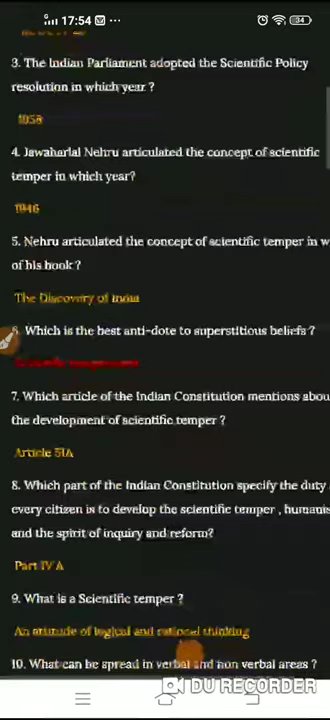 17:54
34
3. The Indian Parliament adopted the Scientific Policy
resolution in which year ?
1958
4. Jawaharlal Nehru articulated the concept of scientific
temper in which year?
1946
5. Nehru articulated the concept of scientific temper in w
of his book ?
The Discovery of India
6. Which is the best anti-dote to superstitious beliefs ?
7. Which article of the Indian Constitution mentions abou
the development of scientific temper ?
Article 51A
8. Which part of the Indian Constitution specify the duty
every citizen is to develop the scientific temper , humanis
and the spirit of inquiry and reform?
Part IV A
9. What is a Scientific temper ?
An attitude of logical and rational thinking
10. What can be spread in verbal and non verbal areas ?
DU RECORDER